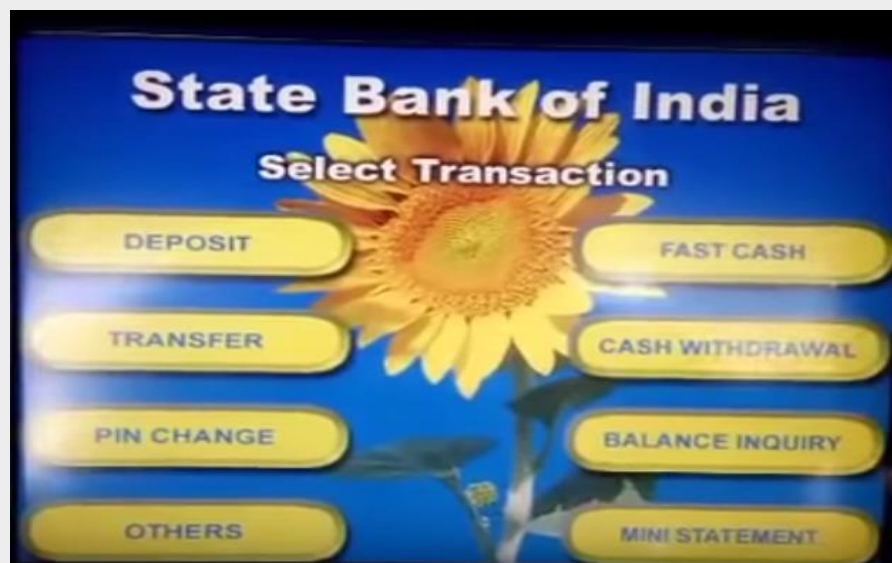 State Bank of India
Select Transaction
DEPOSIT
FAST CASH
TRANSFER
CASH WITHDRAWAL
PIN CHANGE
BALANCE INQUIRY
OTHERS
MINI STATEMENT